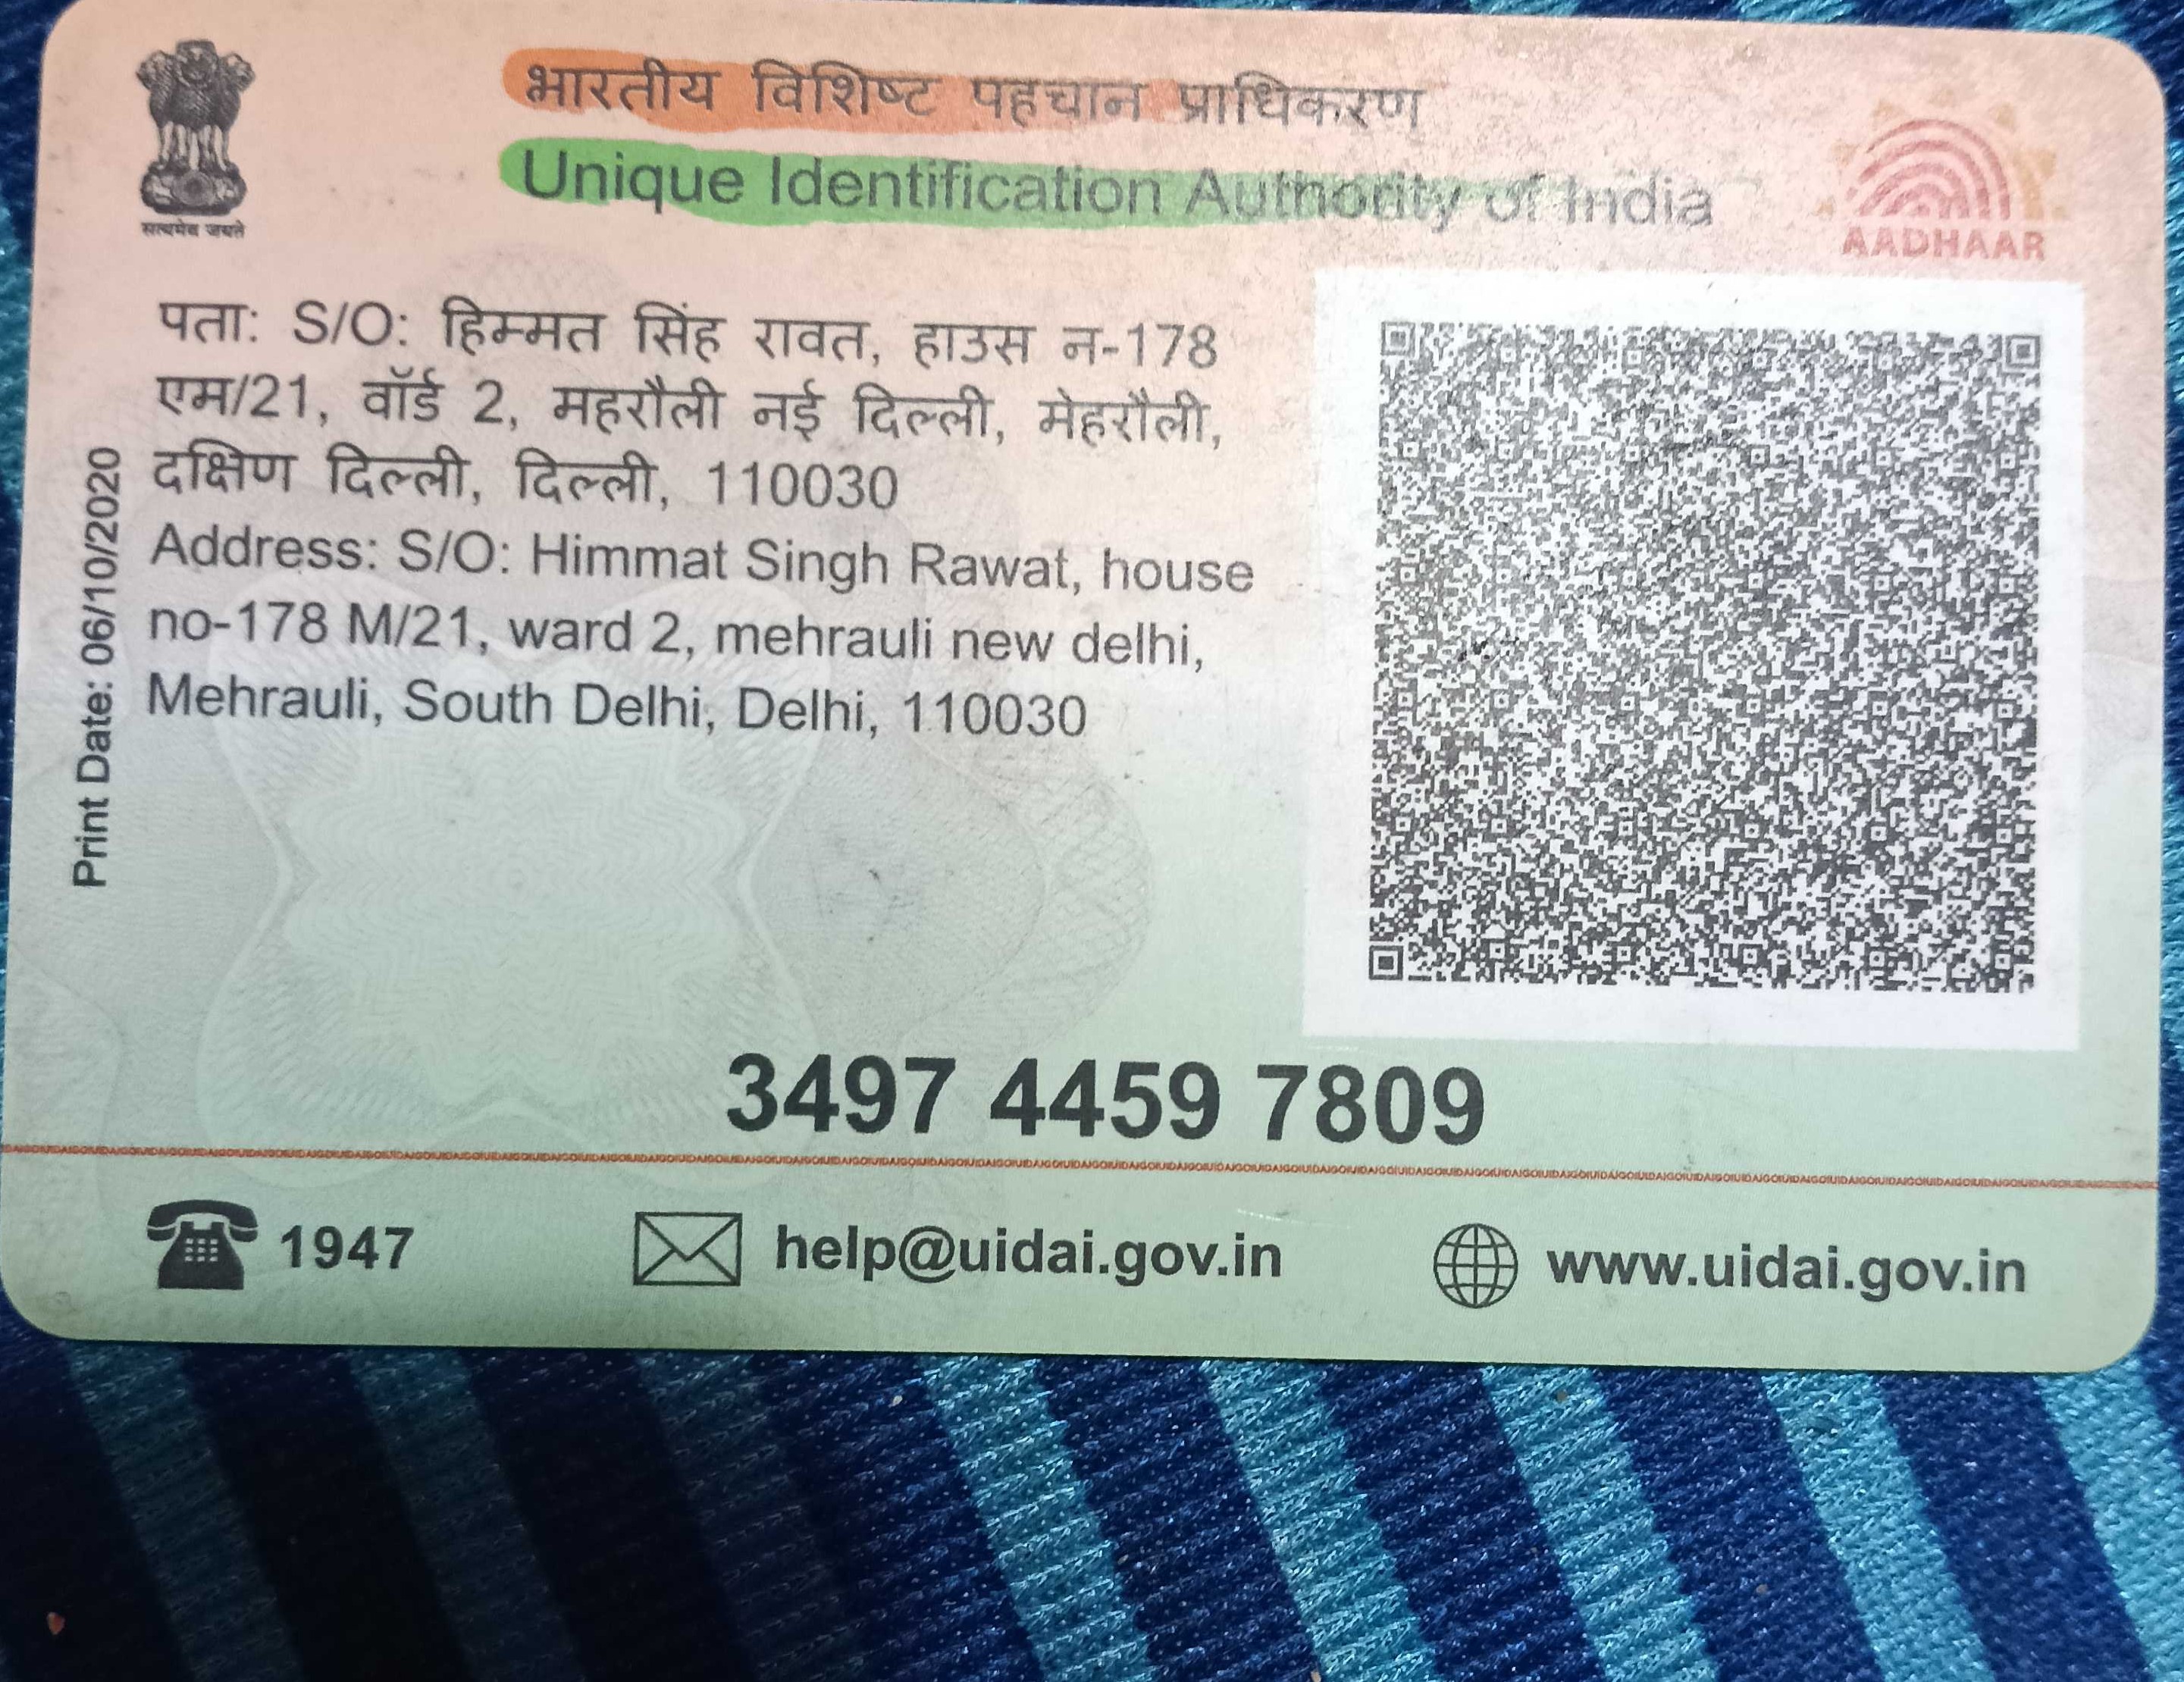 भारतीय विशिष्ट पहचान प्राधिकरण
Unique Identification Authority of India
सत्यमेव जयते
AADHAAR
पता: S/O: हिम्मत सिंह रावत, हाउस न-178
एम/21, वॉर्ड 2, महरौली नई दिल्ली, मेहरौली,
दक्षिण दिल्ली, दिल्ली, 110030
Address: S/O: Himmat Singh Rawat, house
no-178 M/21, ward 2, mehrauli new delhi,
Mehrauli, South Delhi, Delhi, 110030
Print Date: 06/10/2020
3497 4459 7809
1947
help@uidai.gov.in
www.uidai.gov.in